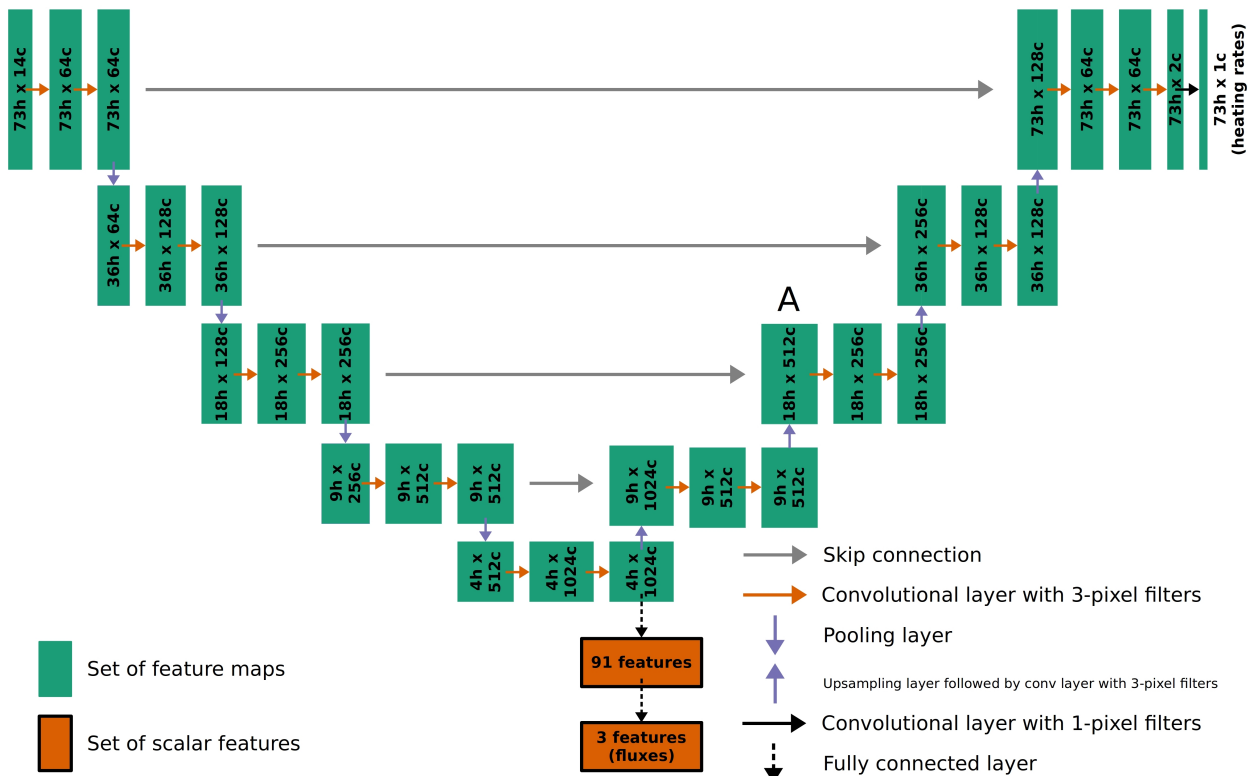 73h x 14c
73h x 64c
73h x 64c
73h x 128c
73h x 64c
73h x 64c
73h x 2c
73h x 1c
(heating rates)
36h x 64c
36h x 128c
36h x 128c
36h x 256c
36h x 128c
36h x 128c
A
18h x 128c
18h x 256c
18h x 256c
18h x 512c
18h x 256c
18h x 256c
9h x
256c
9h x
512c
9h x
512c
9h x
1024c
9h x
512c
9h x
512c
4h x
512c
4h x
1024c
4h x
1024c
91 features
3 features
(fluxes)
Set of feature maps
Set of scalar features
Skip connection
Convolutional layer with 3-pixel filters
Pooling layer
Upsampling layer followed by conv layer with 3-pixel filters
Convolutional layer with 1-pixel filters
Fully connected layer